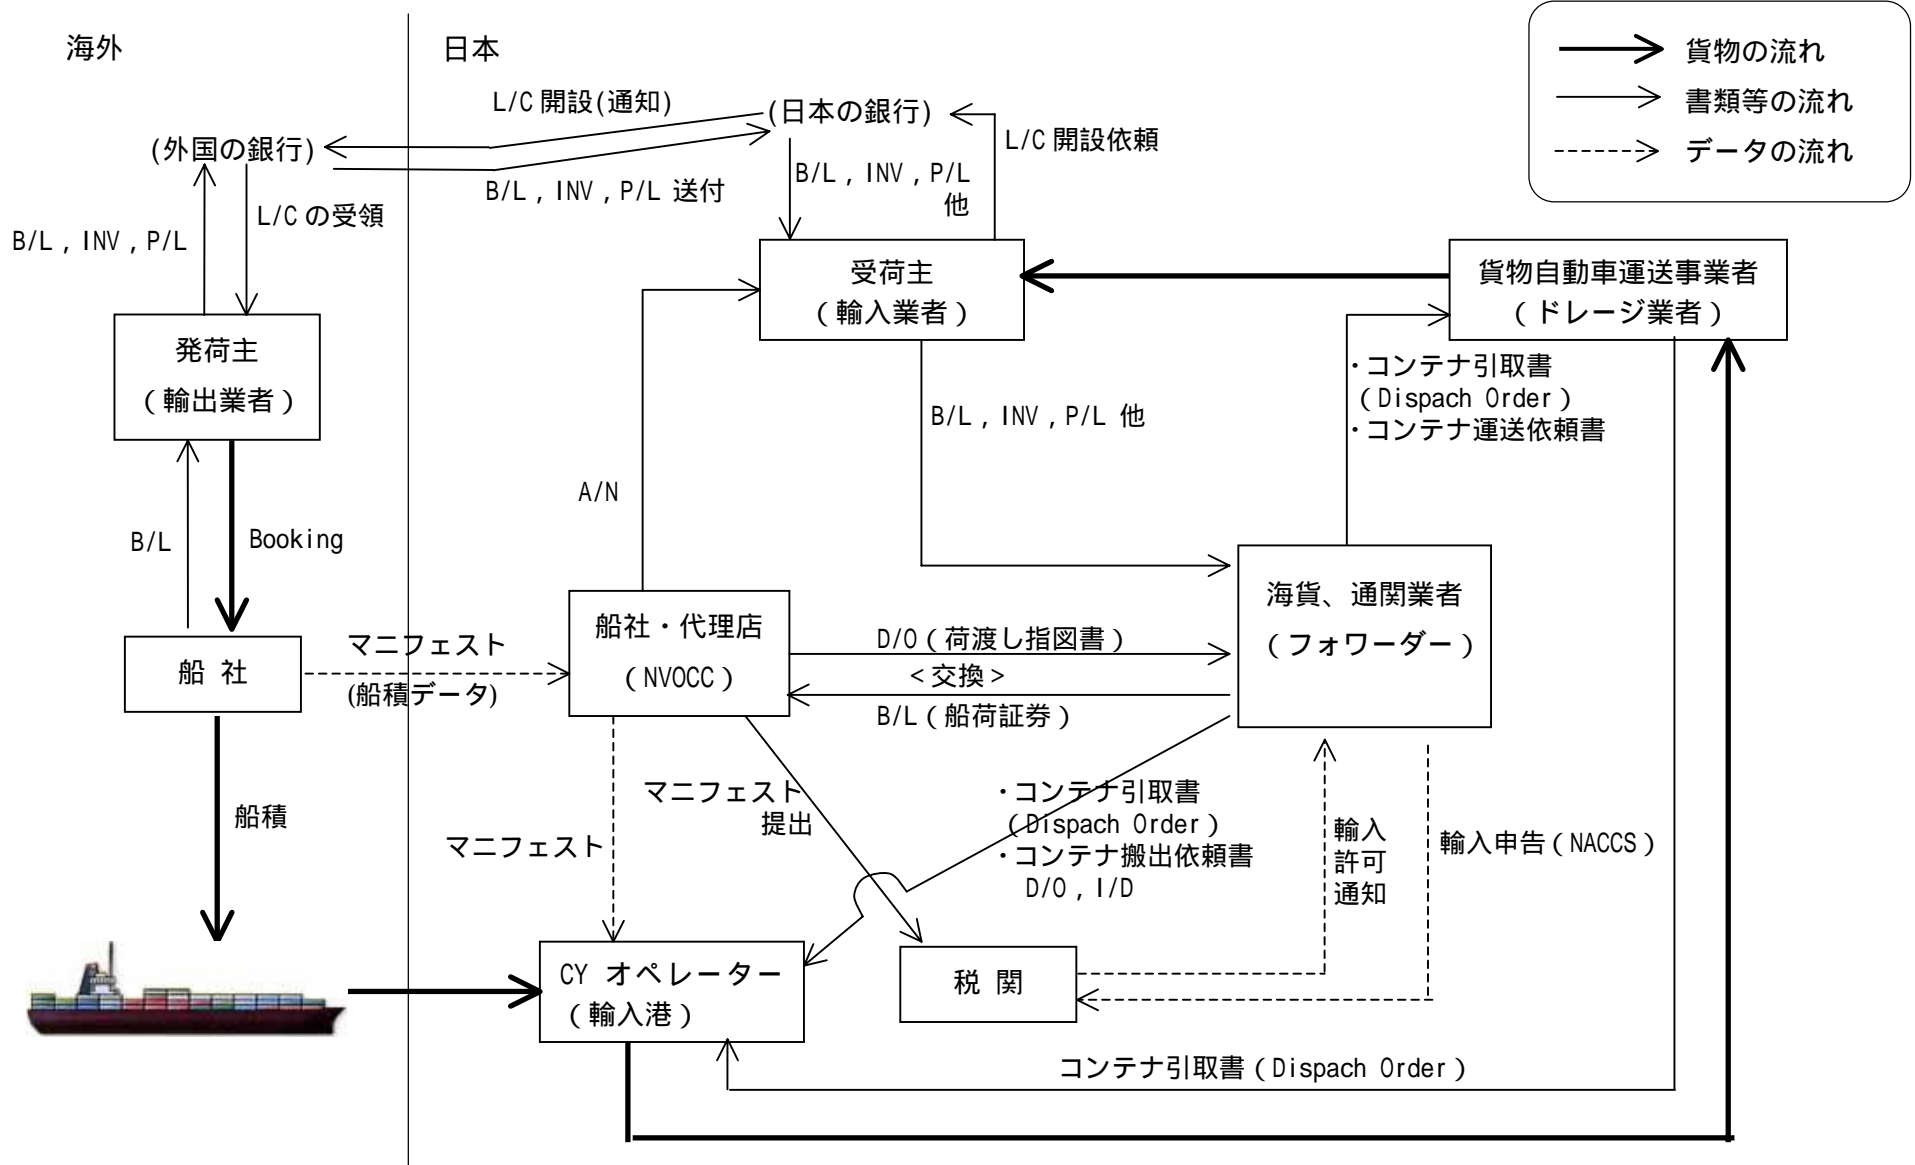 海外
日本
貨物の流れ
書類等の流れ
データの流れ
L/C 開設(通知)
(日本の銀行)
L/C 開設依頼
(外国の銀行)
B/L , INV , P/L 送付
B/L , INV , P/L
他
L/C の受領
B/L , INV , P/L
受荷主
(輸入業者)
貨物自動車運送事業者
(ドレージ業者)
発荷主
(輸出業者)
・コンテナ引取書
(Dispach Order)
・コンテナ運送依頼書
B/L , INV , P/L 他
A/N
B/L
Booking
海貨、通関業者
(フォワーダー)
船社・代理店
(NVOCC)
D/O(荷渡し指図書)
<交換>
B/L(船荷証券)
船 社
マニフェスト
(船積データ)
マニフェスト
提出
・コンテナ引取書
(Dispach Order)
・コンテナ搬出依頼書
D/O , I/D
船積
マニフェスト
輸入
許可
通知
輸入申告(NACCS)
CY オペレーター
(輸入港)
税 関
コンテナ引取書(Dispach Order)